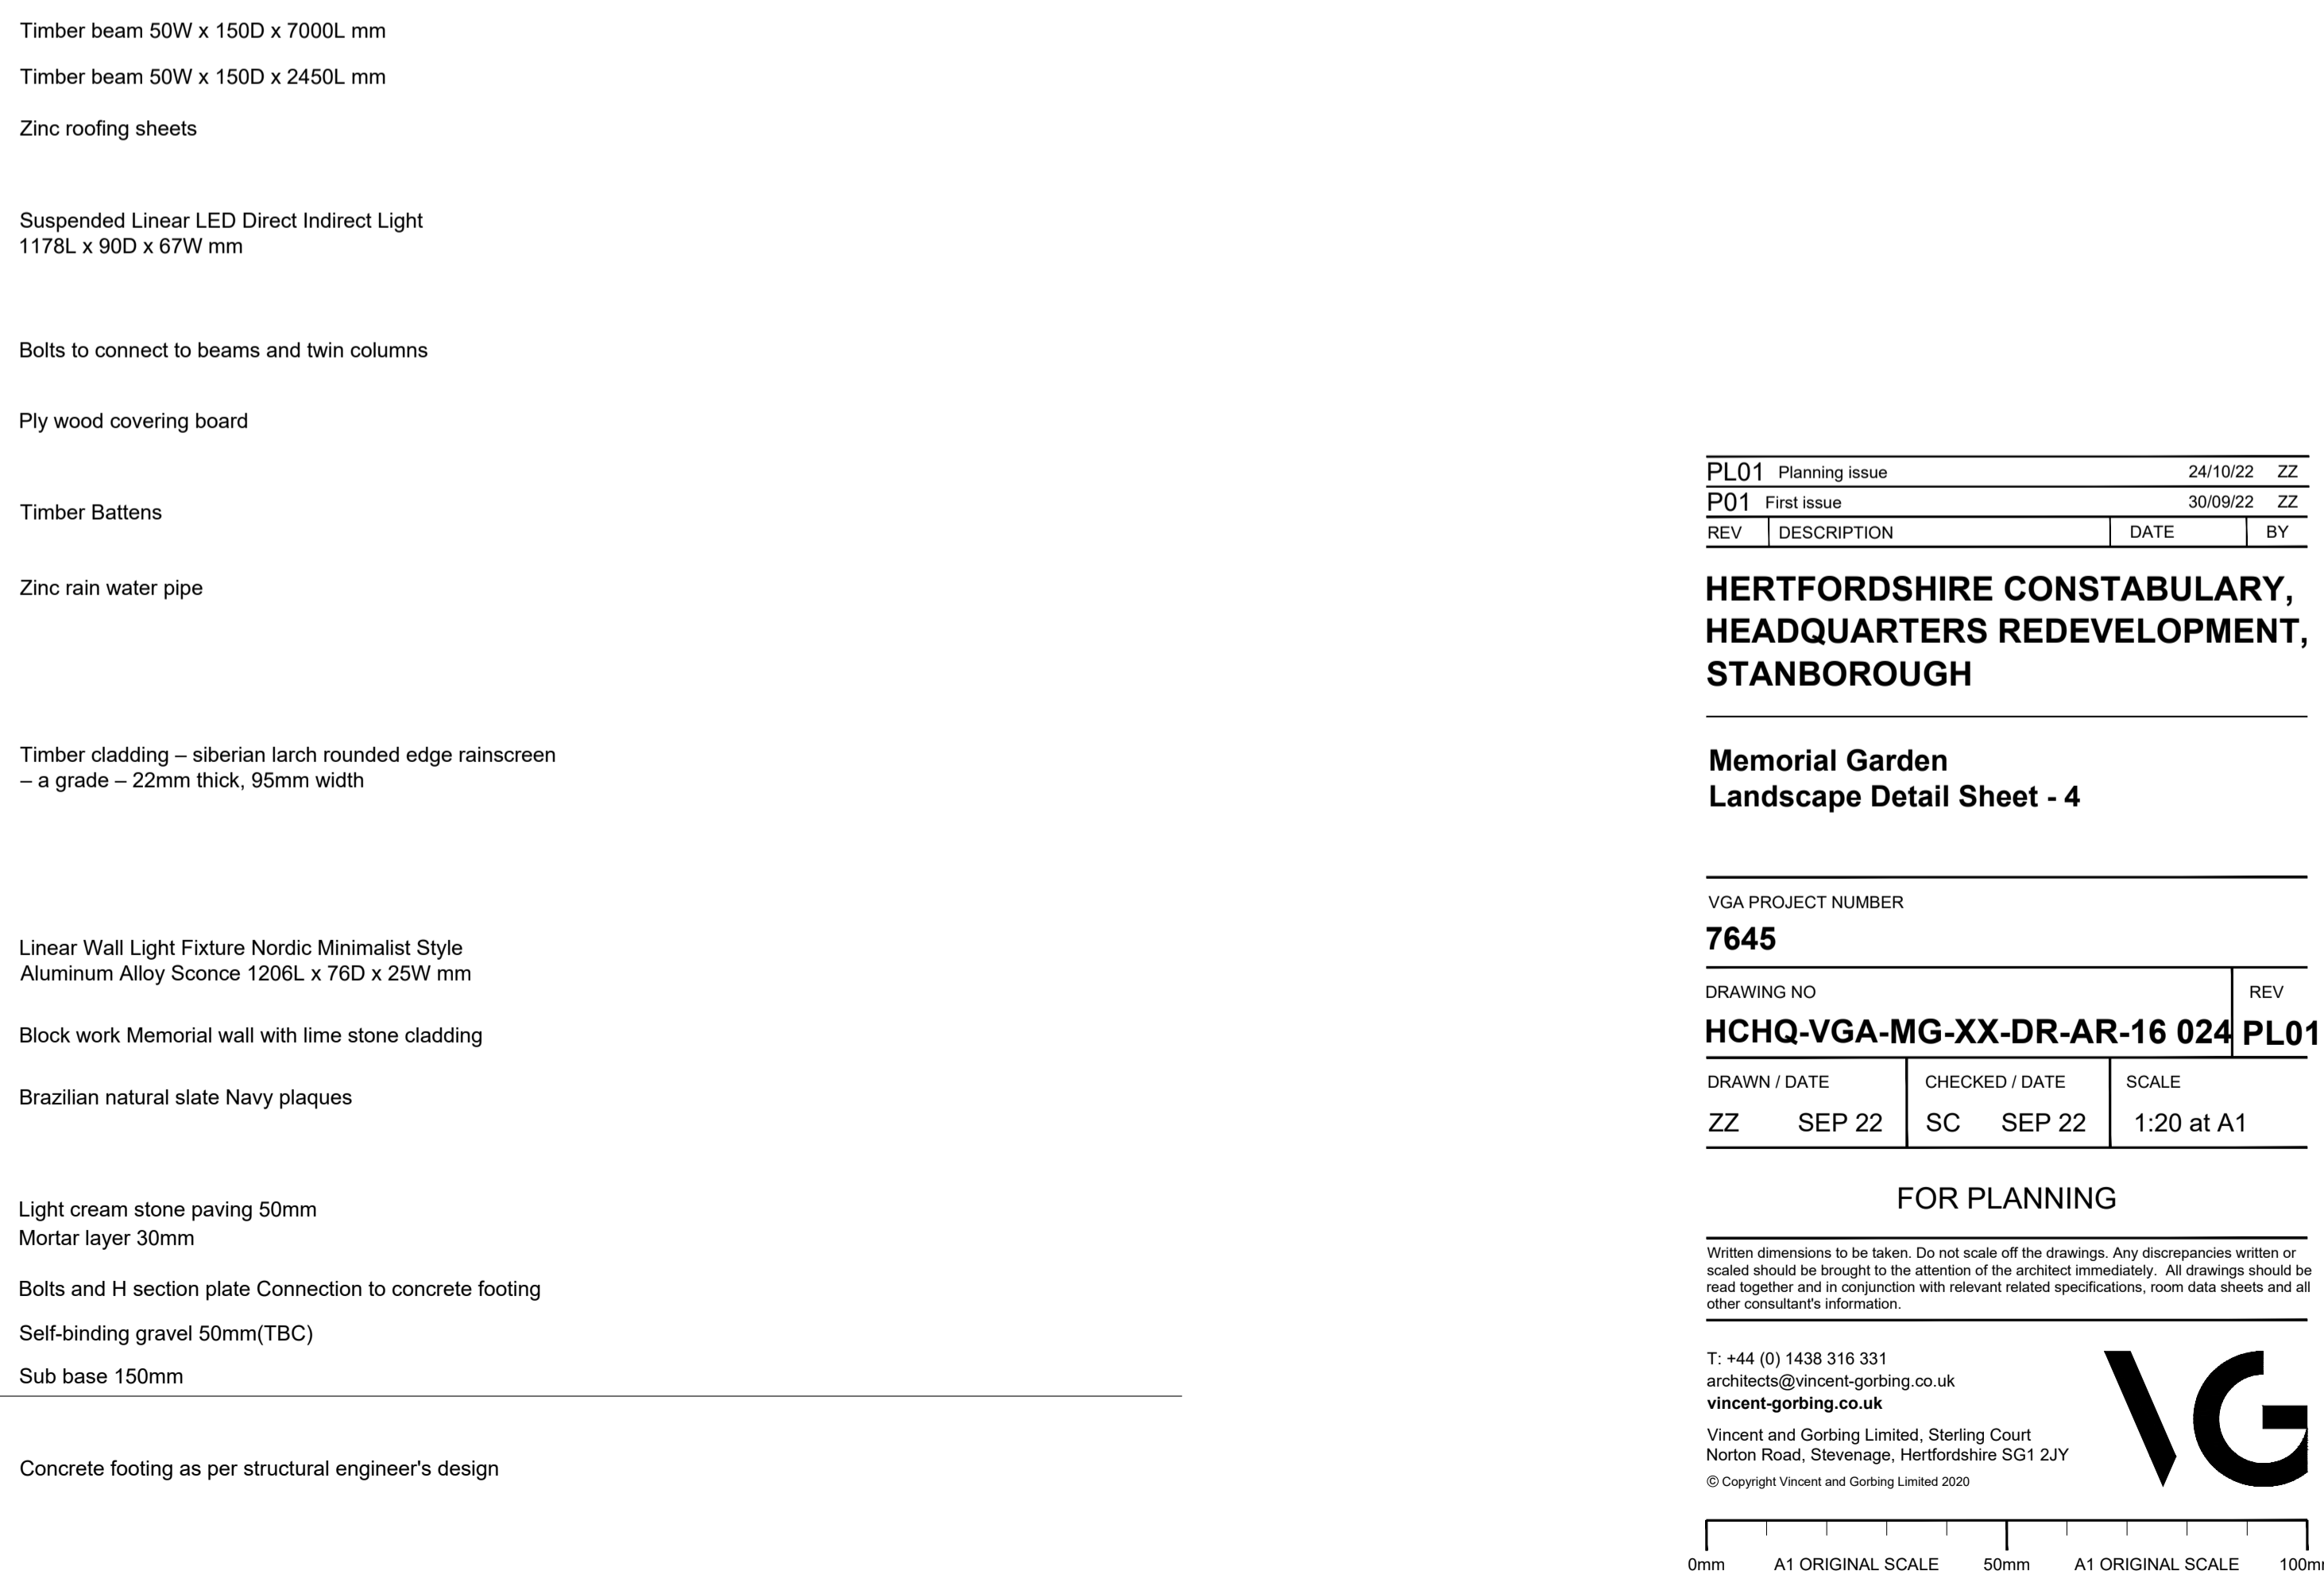 Timber beam 50W x 150D x 7000L mm
Timber beam 50W x 150D x 2450L mm
Zinc roofing sheets
Suspended Linear LED Direct Indirect Light
1178L x 90D x 67W mm
Bolts to connect to beams and twin columns
Ply wood covering board
Timber Battens
Zinc rain water pipe
Timber cladding – siberian larch rounded edge rainscreen
– a grade – 22mm thick, 95mm width
Linear Wall Light Fixture Nordic Minimalist Style
Aluminum Alloy Sconce 1206L x 76D x 25W mm
Block work Memorial wall with lime stone cladding
Brazilian natural slate Navy plaques
Light cream stone paving 50mm
Mortar layer 30mm
Bolts and H section plate Connection to concrete footing
Self-binding gravel 50mm(TBC)
Sub base 150mm
Concrete footing as per structural engineer's design
PL01 Planning issue 24/10/22 ZZ
P01 First issue 30/09/22 ZZ
REV DESCRIPTION DATE BY
HERTFORDSHIRE CONSTABULARY,
HEADQUARTERS REDEVELOPMENT,
STANBOROUGH
Memorial Garden
Landscape Detail Sheet - 4
VGA PROJECT NUMBER
7645
DRAWING NO REV
HCHQ-VGA-MG-XX-DR-AR-16 024 PL01
DRAWN / DATE CHECKED / DATE SCALE
ZZ SEP 22 SC SEP 22 1:20 at A1
FOR PLANNING
Written dimensions to be taken. Do not scale off the drawings. Any discrepancies written or
scaled should be brought to the attention of the architect immediately. All drawings should be
read together and in conjunction with relevant related specifications, room data sheets and all
other consultant's information.
T: +44 (0) 1438 316 331
architects@vincent-gorbing.co.uk
vincent-gorbing.co.uk
Vincent and Gorbing Limited, Sterling Court
Norton Road, Stevenage, Hertfordshire SG1 2JY
© Copyright Vincent and Gorbing Limited 2020
VG
0mm A1 ORIGINAL SCALE 50mm A1 ORIGINAL SCALE 100m